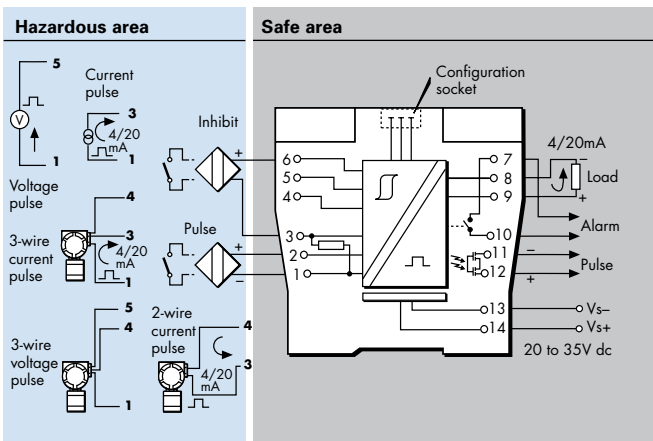 Hazardous area
Safe area
5
V
1
Voltage
pulse
Current
pulse
3
4/20
mA
1
Inhibit
+
−
Configuration
socket
6
5
4
3
2
1
7
8
9
10
11
12
13
14
4/20mA
−
Load
+
Alarm
−
Pulse
+
Vs–
Vs+
20 to 35V dc
Pulse
+
−
3-wire
current
pulse
4
3
4/20
mA
1
3-wire
voltage
pulse
5
4
1
2-wire
current
pulse
4
4/20
mA
3